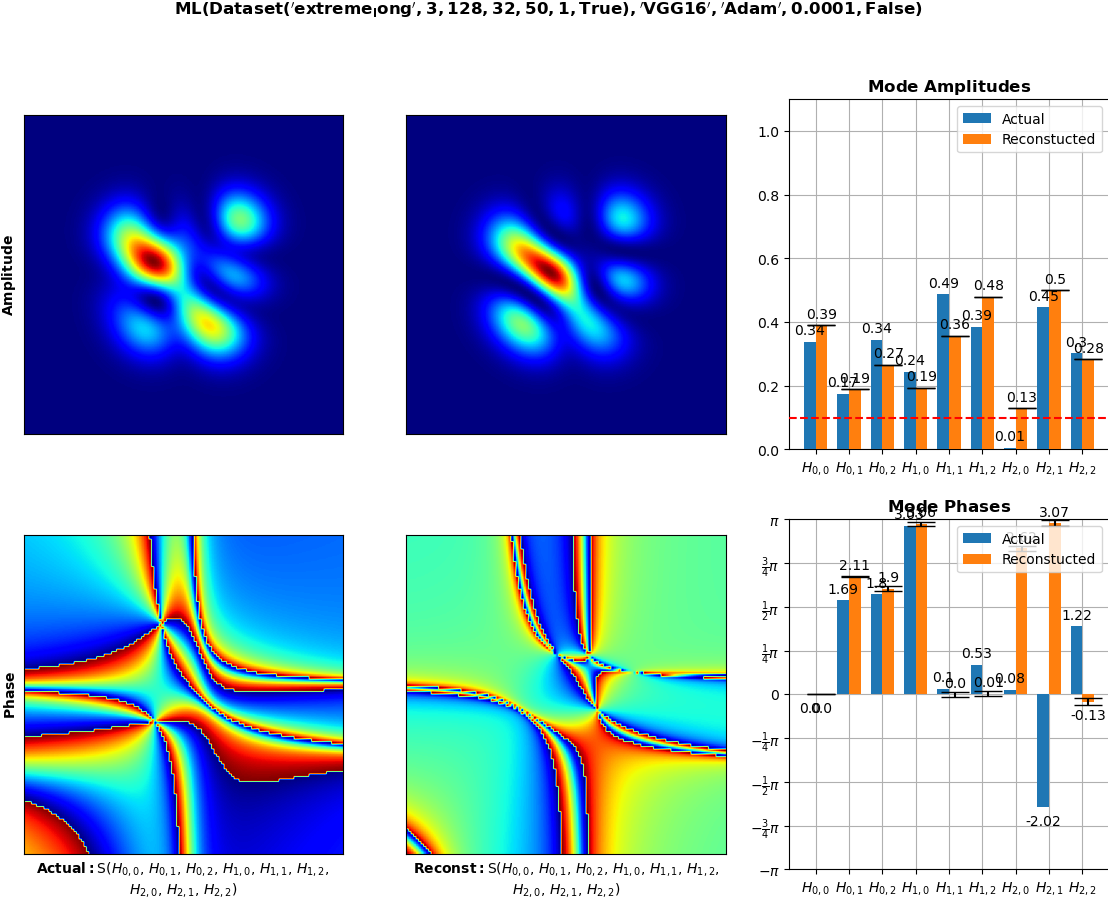 ML(Dataset('extreme_long', 3, 128, 32, 50, 1, True), 'VGG16', 'Adam', 0.0001, False)
Mode Amplitudes
Amplitude
1.0
0.8
0.6
0.4
0.2
0.0
Actual
Reconstucted
0.34 0.39 0.17 0.19 0.34 0.27 0.24 0.19 0.49 0.36 0.39 0.48 0.01 0.13 0.45 0.5 0.3 0.28
H0,0 H0,1 H0,2 H1,0 H1,1 H1,2 H2,0 H2,1 H2,2
Mode Phases
Phase
π
3/4π
1/2π
1/4π
0
−1/4π
−1/2π
−3/4π
−π
Actual
Reconstucted
0.0 1.69 2.11 1.8 1.9 0.1 0.0 0.53 0.01 0.08 -2.02 3.07 1.22 -0.13
H0,0 H0,1 H0,2 H1,0 H1,1 H1,2 H2,0 H2,1 H2,2
Actual: S(H0,0, H0,1, H0,2, H1,0, H1,1, H1,2,
H2,0, H2,1, H2,2)
Reconst: S(H0,0, H0,1, H0,2, H1,0, H1,1, H1,2,
H2,0, H2,1, H2,2)